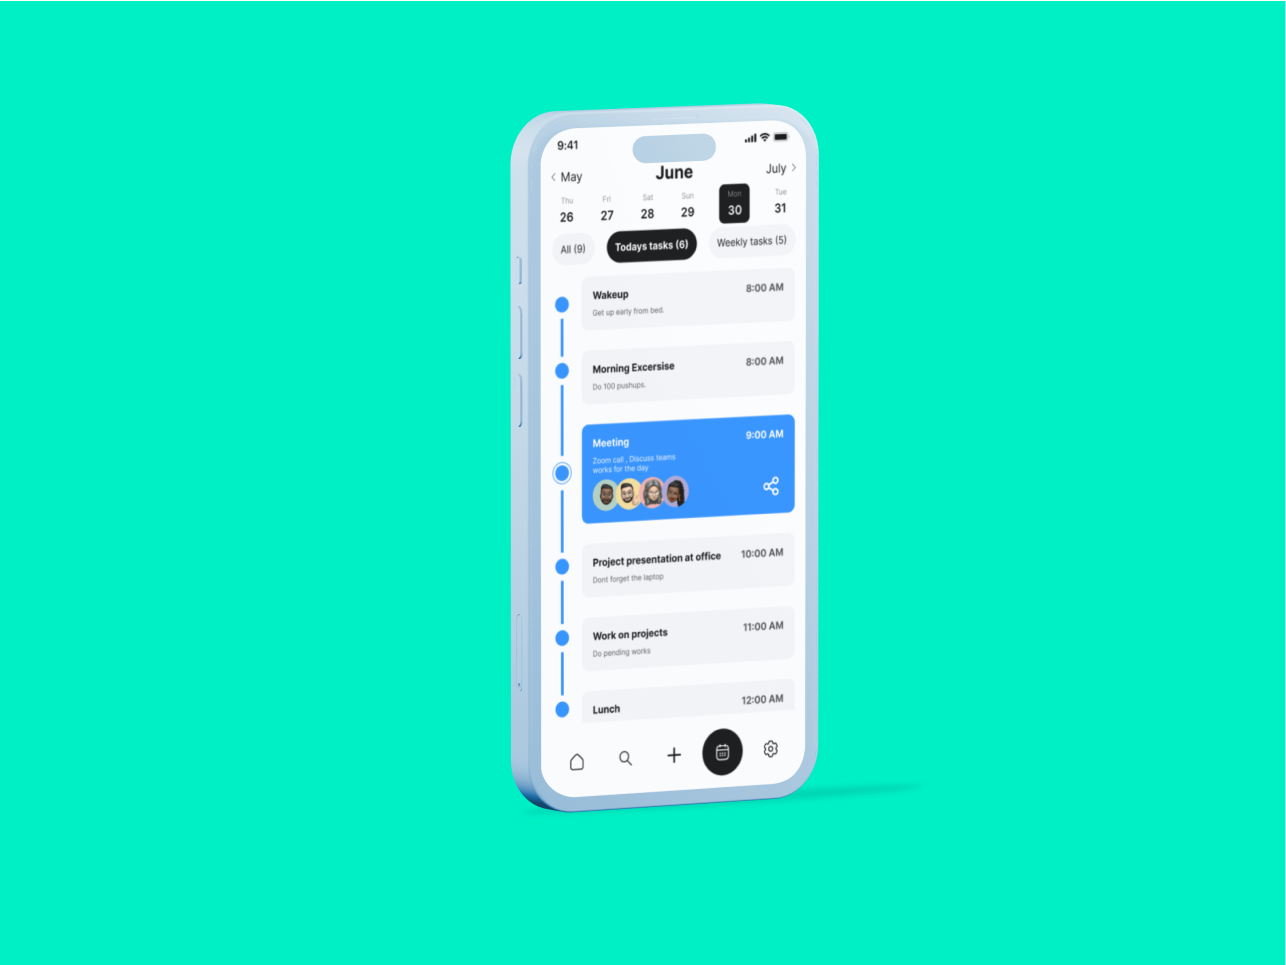 9:41
May
June
July
Thu
Fri
Sat
Sun
Mon
Tue
26
27
28
29
30
31
All (9)
Todays tasks (6)
Weekly tasks (5)
Wakeup
8:00 AM
Get up early from bed.
Morning Excersise
8:00 AM
Do 100 pushups.
Meeting
9:00 AM
Zoom call , Discuss teams
works for the day
Project presentation at office
10:00 AM
Dont forget the laptop
Work on projects
11:00 AM
Do pending works
Lunch
12:00 AM